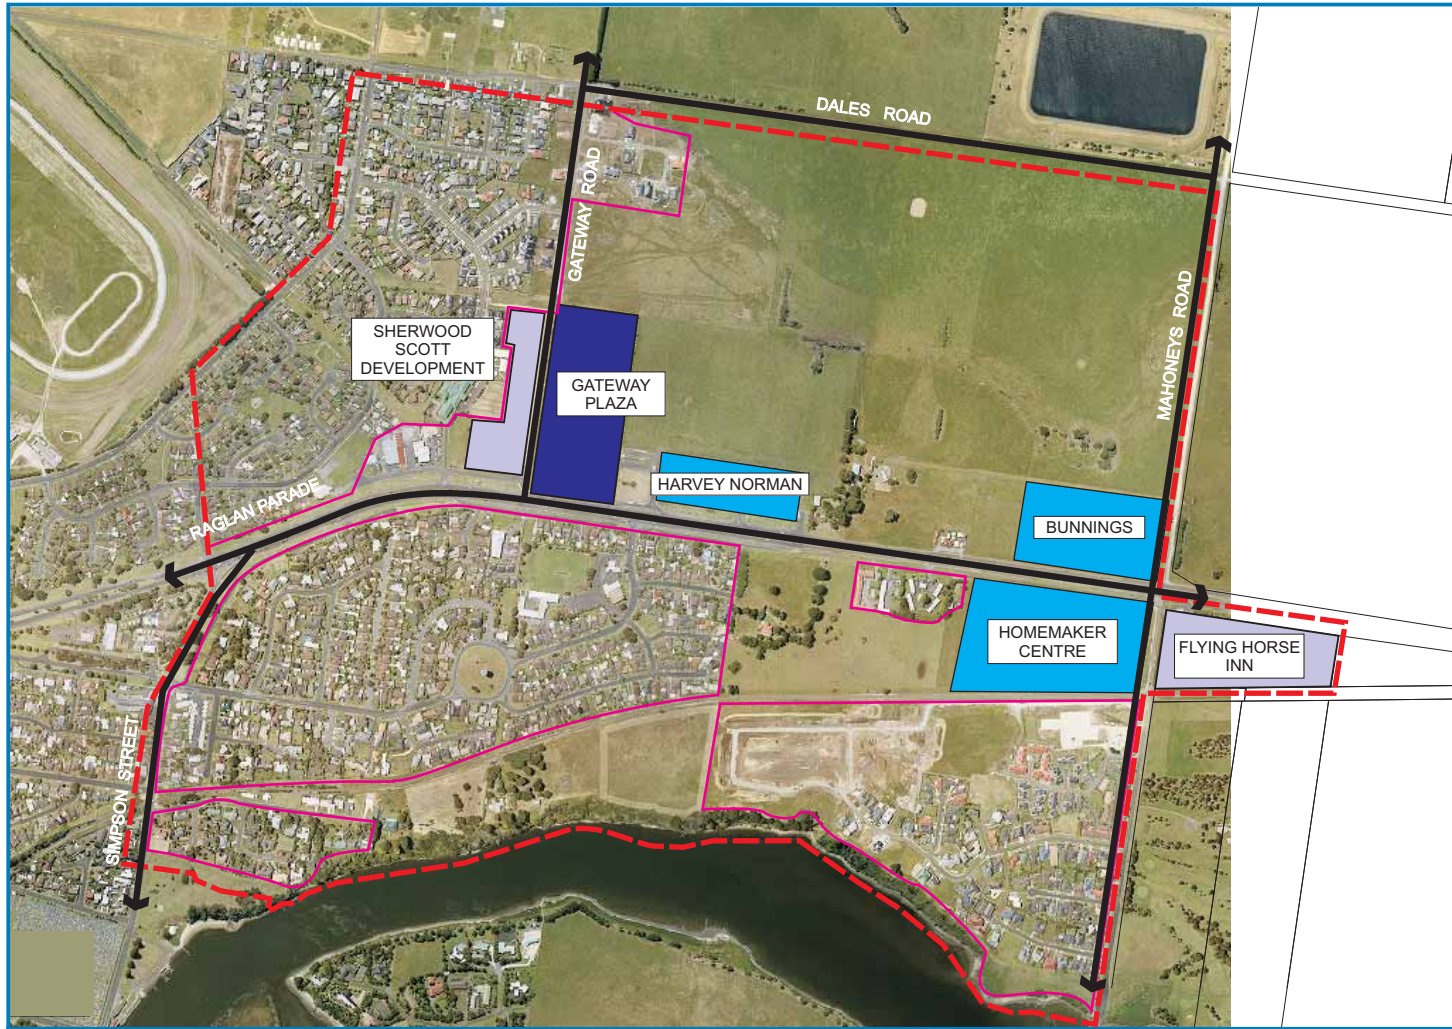 DALES ROAD
GATEWAY ROAD
MAHONEYS ROAD
SHERWOOD
SCOTT
DEVELOPMENT
GATEWAY
PLAZA
HARVEY NORMAN
RAGLAN PARADE
BUNNINGS
HOMEMAKER
CENTRE
FLYING HORSE
INN
SIMPSON STREET